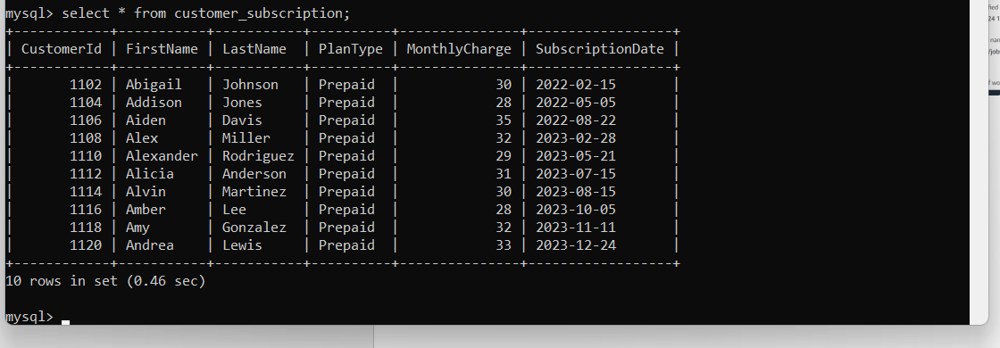 mysql> select * from customer_subscription;
+------------+-----------+-----------+----------+---------------+------------------+
| CustomerId | FirstName | LastName  | PlanType | MonthlyCharge | SubscriptionDate |
+------------+-----------+-----------+----------+---------------+------------------+
|       1102 | Abigail   | Johnson   | Prepaid  |            30 | 2022-02-15       |
|       1104 | Addison   | Jones     | Prepaid  |            28 | 2022-05-05       |
|       1106 | Aiden     | Davis     | Prepaid  |            35 | 2022-08-22       |
|       1108 | Alex      | Miller    | Prepaid  |            32 | 2023-02-28       |
|       1110 | Alexander | Rodriguez | Prepaid  |            29 | 2023-05-21       |
|       1112 | Alicia    | Anderson  | Prepaid  |            31 | 2023-07-15       |
|       1114 | Alvin     | Martinez  | Prepaid  |            30 | 2023-08-15       |
|       1116 | Amber     | Lee       | Prepaid  |            28 | 2023-10-05       |
|       1118 | Amy       | Gonzalez  | Prepaid  |            32 | 2023-11-11       |
|       1120 | Andrea    | Lewis     | Prepaid  |            33 | 2023-12-24       |
+------------+-----------+-----------+----------+---------------+------------------+
10 rows in set (0.46 sec)
mysql>